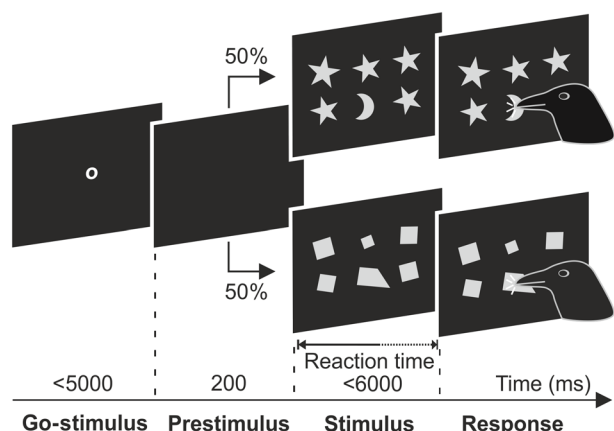 50%
50%
Reaction time
<5000 200 <6000 Time (ms)
Go-stimulus Prestimulus Stimulus Response